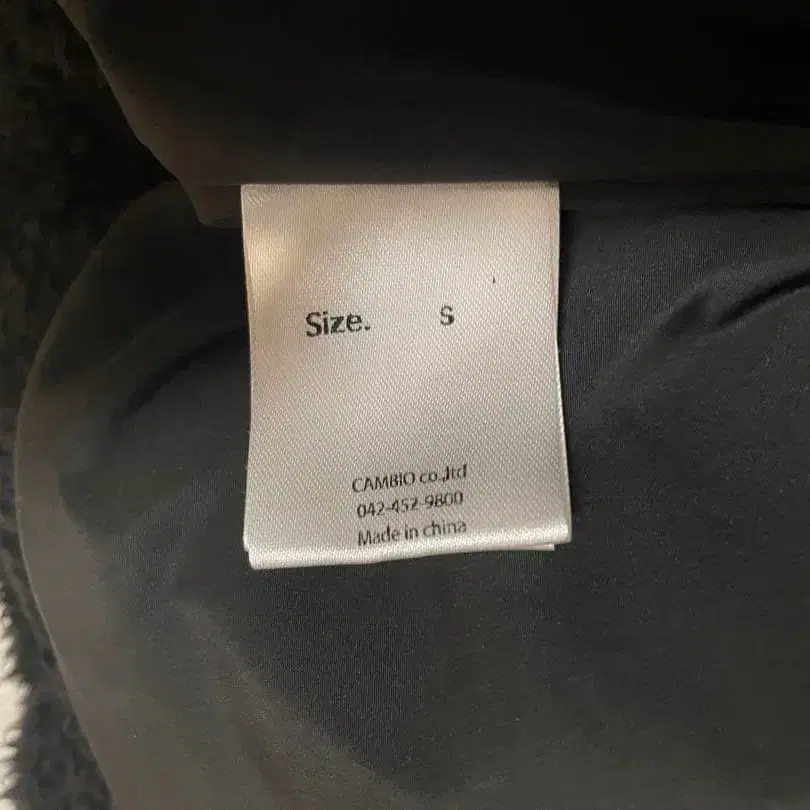 Size. S
CAMBIO co.,ltd
042-452-9800
Made in china